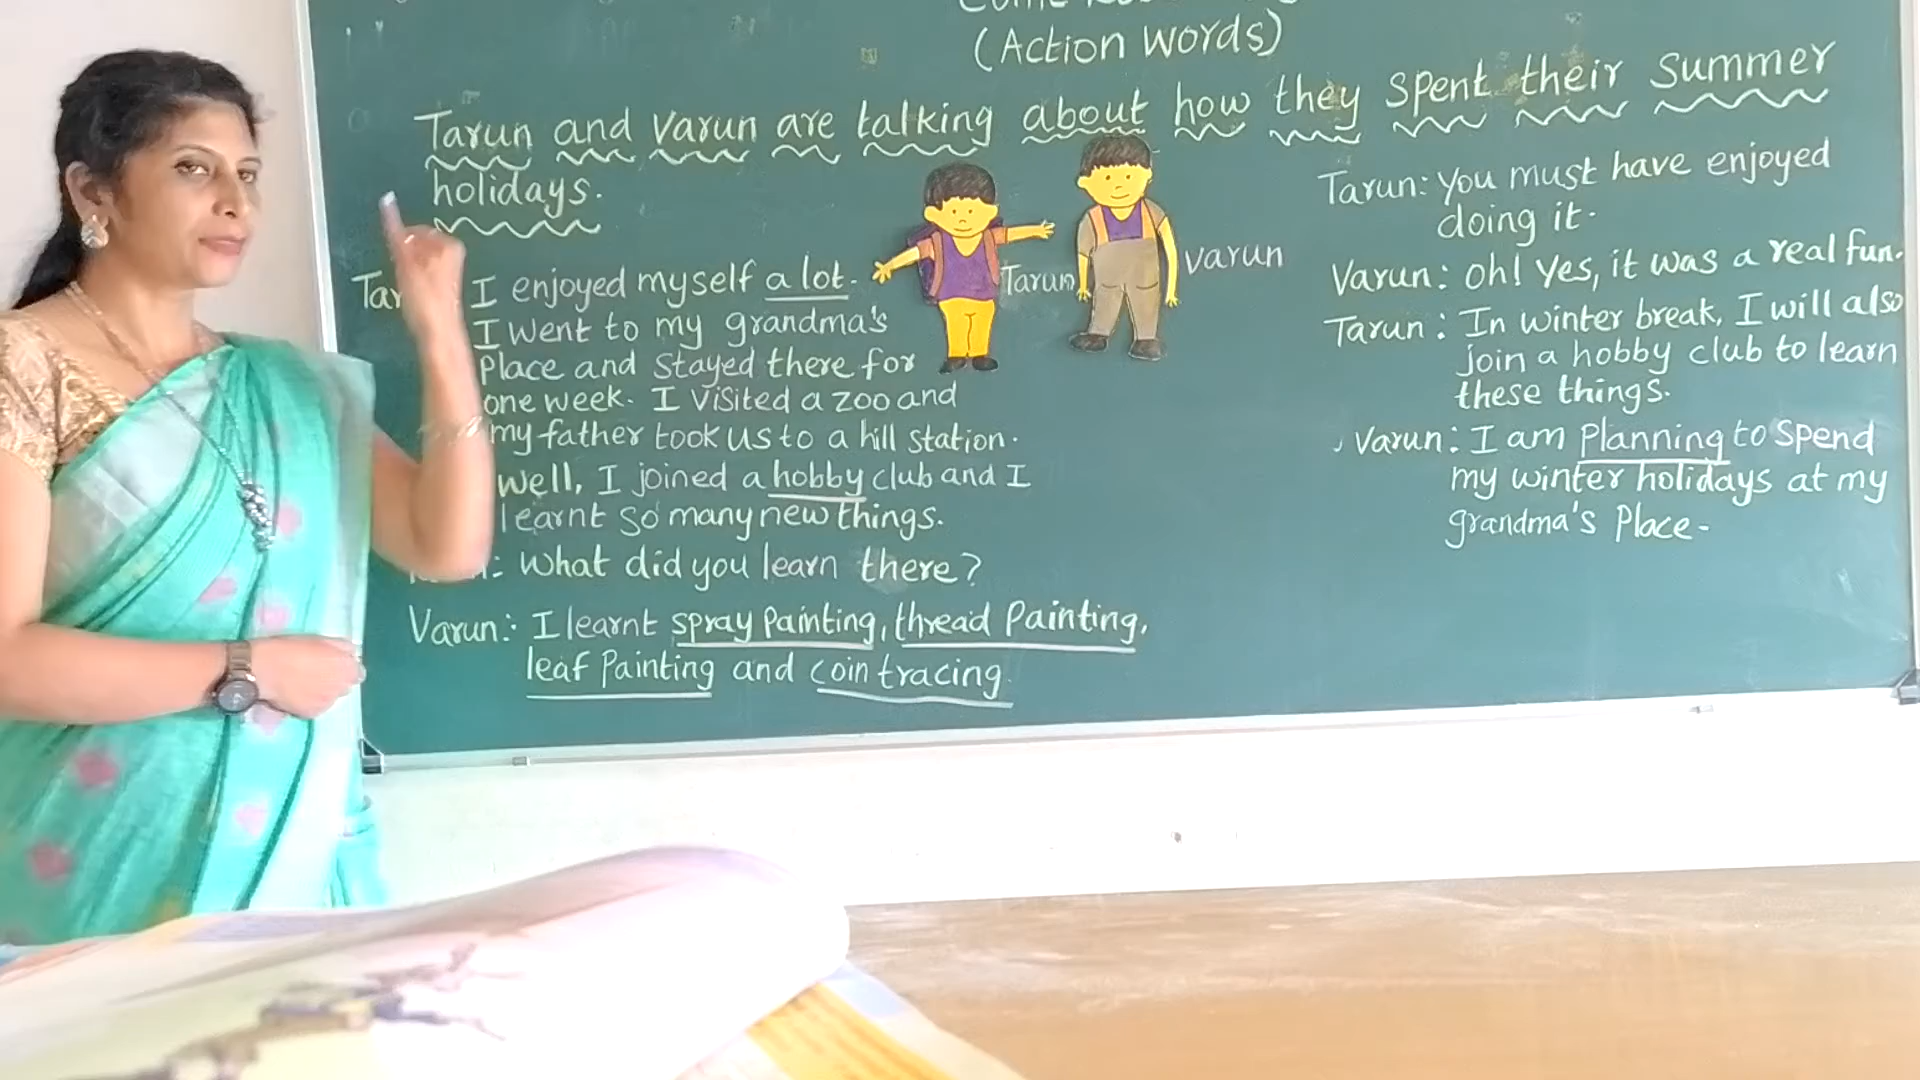 (Action words)
Tarun and varun are talking about how they spent their summer
holidays.
I enjoyed myself a lot.
I went to my grandma's
place and stayed there for
one week. I visited a zoo and
my father took us to a hill station.
well, I joined a hobby club and I
learnt so many new things.
: What did you learn there?
Varun: I learnt spray painting, thread painting,
leaf painting and coin tracing.
Tarun
varun
Tarun: you must have enjoyed
doing it.
Varun: oh! yes, it was a real fun.
Tarun: In winter break, I will also
join a hobby club to learn
these things.
Varun: I am planning to spend
my winter holidays at my
grandma's place.